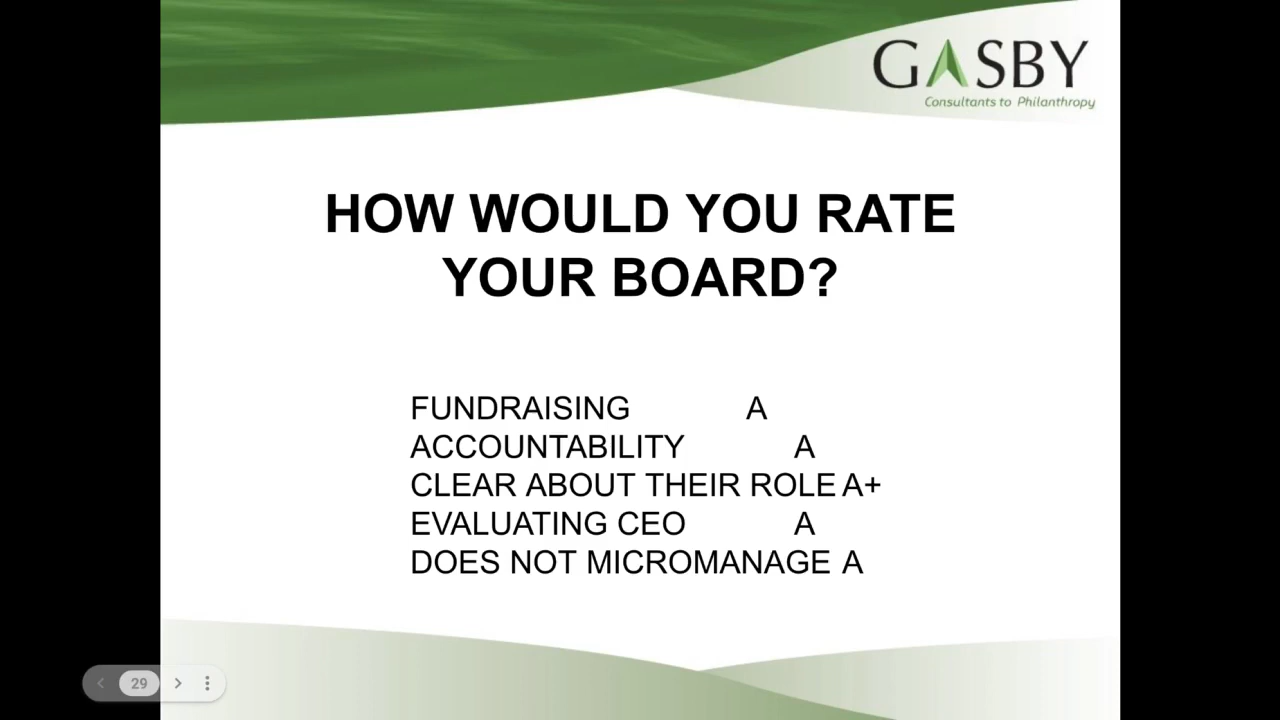 GASBY
Consultants to Philanthropy
HOW WOULD YOU RATE
YOUR BOARD?
FUNDRAISING A
ACCOUNTABILITY A
CLEAR ABOUT THEIR ROLE A+
EVALUATING CEO A
DOES NOT MICROMANAGE A
29